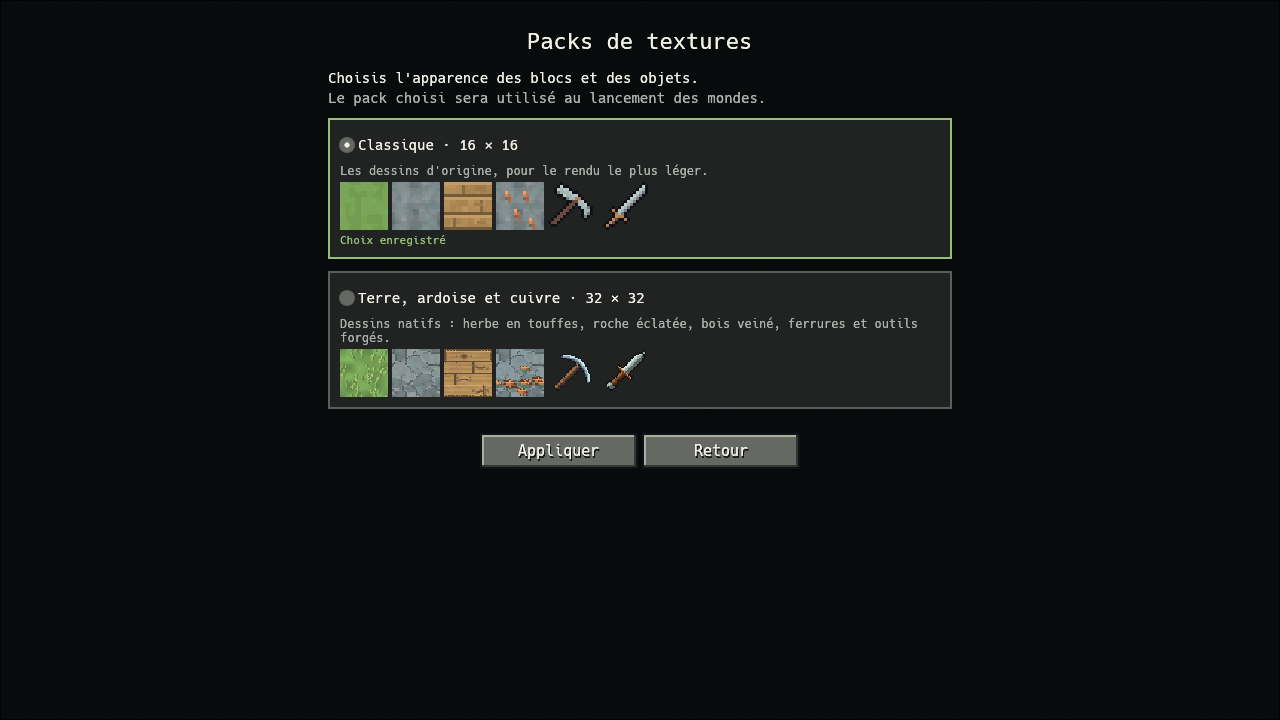 Packs de textures
Choisis l'apparence des blocs et des objets.
Le pack choisi sera utilisé au lancement des mondes.
Classique · 16 × 16
Les dessins d'origine, pour le rendu le plus léger.
Choix enregistré
Terre, ardoise et cuivre · 32 × 32
Dessins natifs : herbe en touffes, roche éclatée, bois veiné, ferrures et outils
forgés.
Appliquer
Retour